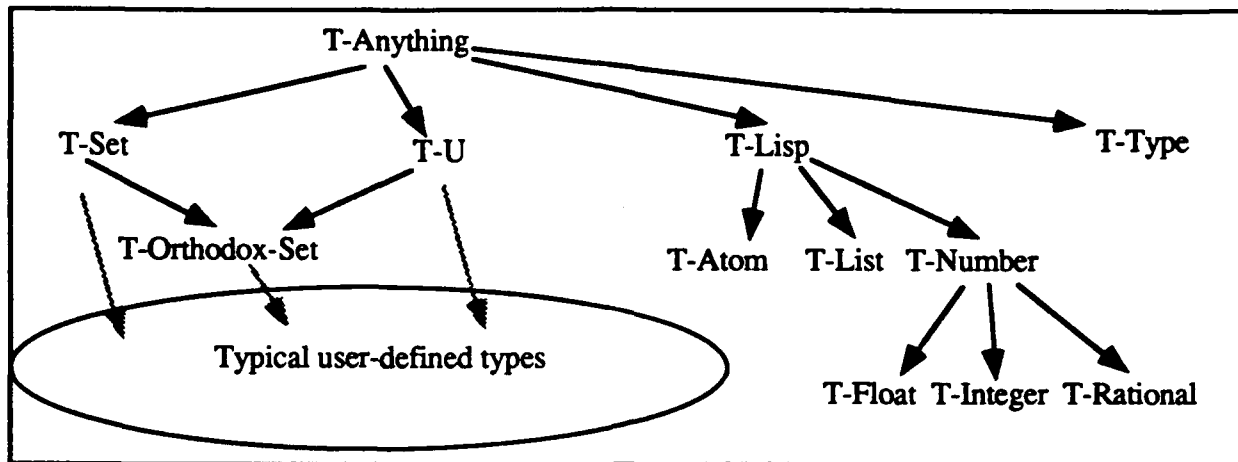 T-Anything
T-Set T-U T-Lisp T-Type
T-Orthodox-Set T-Atom T-List T-Number
Typical user-defined types
T-Float T-Integer T-Rational